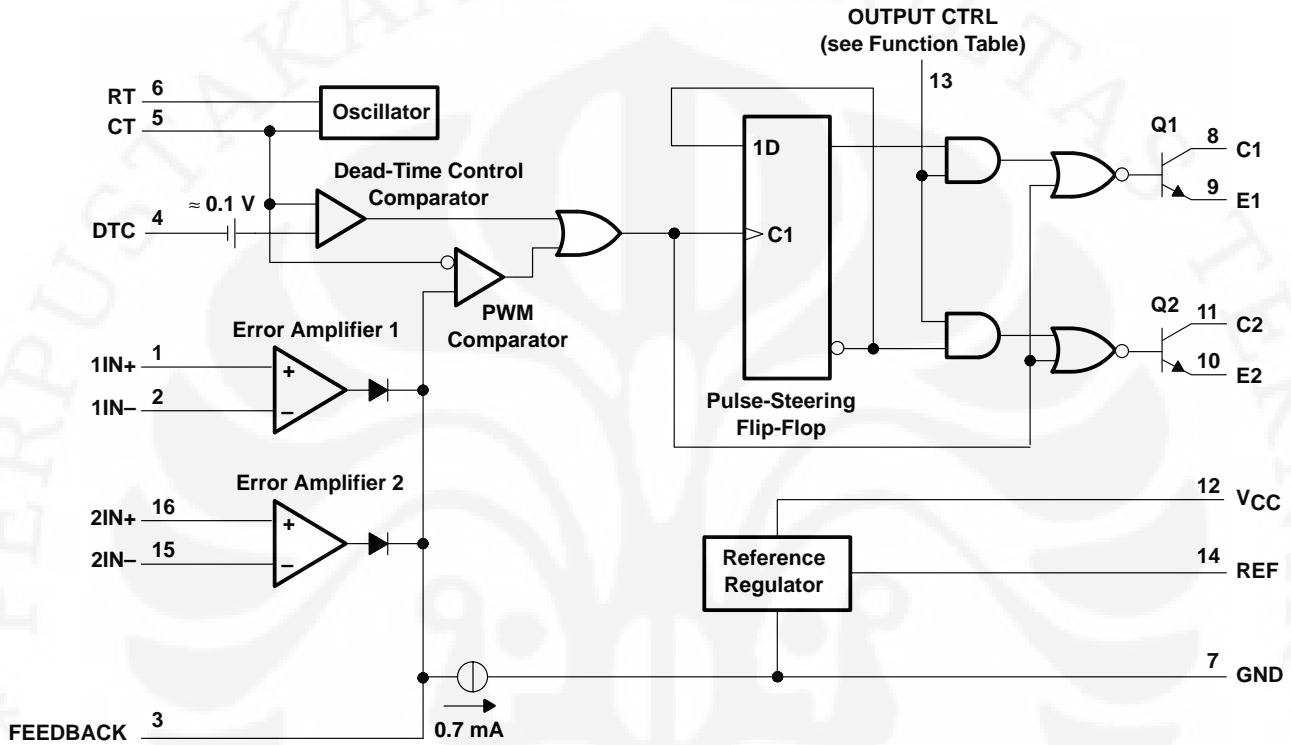 OUTPUT CTRL
(see Function Table)
13
RT 6
CT 5
Oscillator
Dead-Time Control
Comparator
≈ 0.1 V
DTC 4
PWM
Comparator
1D
C1
Pulse-Steering
Flip-Flop
Q1
8 C1
9 E1
Q2
11 C2
10 E2
Error Amplifier 1
1IN+ 1
+
1IN– 2
–
Error Amplifier 2
2IN+ 16
+
2IN– 15
–
12 VCC
Reference
Regulator
14 REF
7 GND
0.7 mA
FEEDBACK 3
PERPUSTAKA